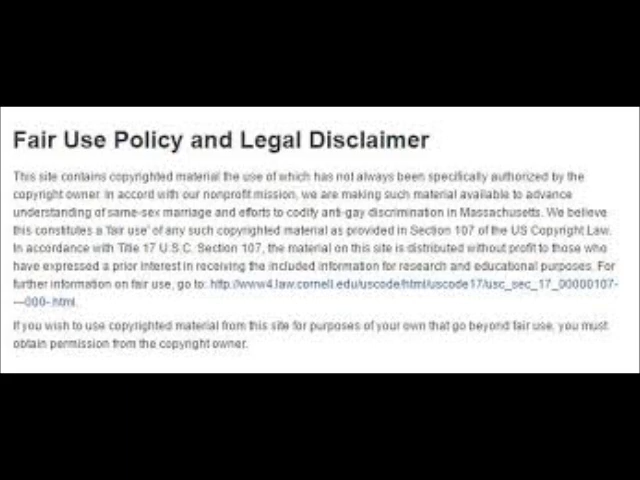 Fair Use Policy and Legal Disclaimer
This site contains copyrighted material the use of which has not always been specifically authorized by the
copyright owner. In accord with our nonprofit mission, we are making such material available to advance
understanding of same-sex marriage and efforts to codify anti-gay discrimination in Massachusetts. We believe
this constitutes a 'fair use' of any such copyrighted material as provided in Section 107 of the US Copyright Law.
In accordance with Title 17 U.S.C. Section 107, the material on this site is distributed without profit to those who
have expressed a prior interest in receiving the included information for research and educational purposes. For
further information on fair use, go to: http://www4.law.cornell.edu/uscode/html/uscode17/usc_sec_17_00000107-
---000-.html.
If you wish to use copyrighted material from this site for purposes of your own that go beyond fair use, you must
obtain permission from the copyright owner.